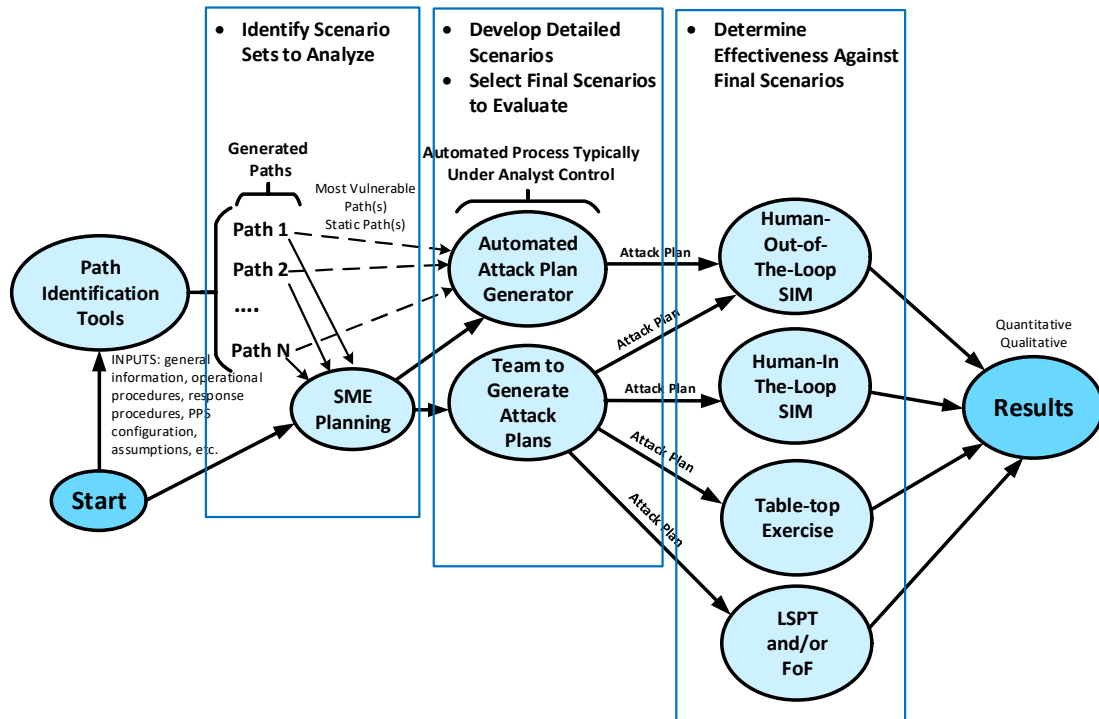 • Identify Scenario
Sets to Analyze
• Develop Detailed
Scenarios
• Select Final Scenarios
to Evaluate
• Determine
Effectiveness Against
Final Scenarios
Generated
Paths
Most Vulnerable
Path(s)
Static Path(s)
Automated Process Typically
Under Analyst Control
Path 1
Path 2
....
Path N
Path
Identification
Tools
INPUTS: general
information, operational
procedures, response
procedures, PPS
configuration,
assumptions, etc.
Start
SME
Planning
Automated
Attack Plan
Generator
Team to
Generate
Attack
Plans
Attack Plan
Attack Plan
Attack Plan
Attack Plan
Attack Plan
Human-
Out-of-
The-Loop
SIM
Human-In
The-Loop
SIM
Table-top
Exercise
LSPT
and/or
FoF
Quantitative
Qualitative
Results